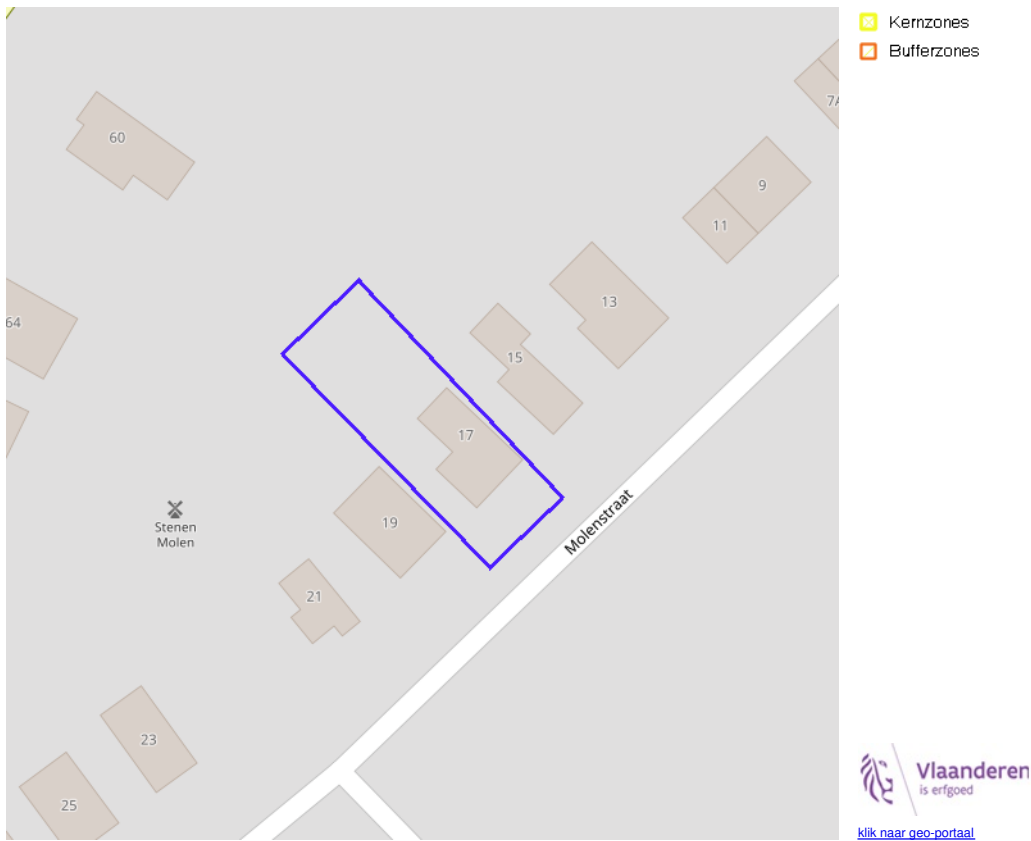 Kernzones
Bufferzones
7A
60
9
11
13
64
15
17
Stenen
Molen
19
Molenstraat
21
23
25
Vlaanderen
is erfgoed
klik naar geo-portaal